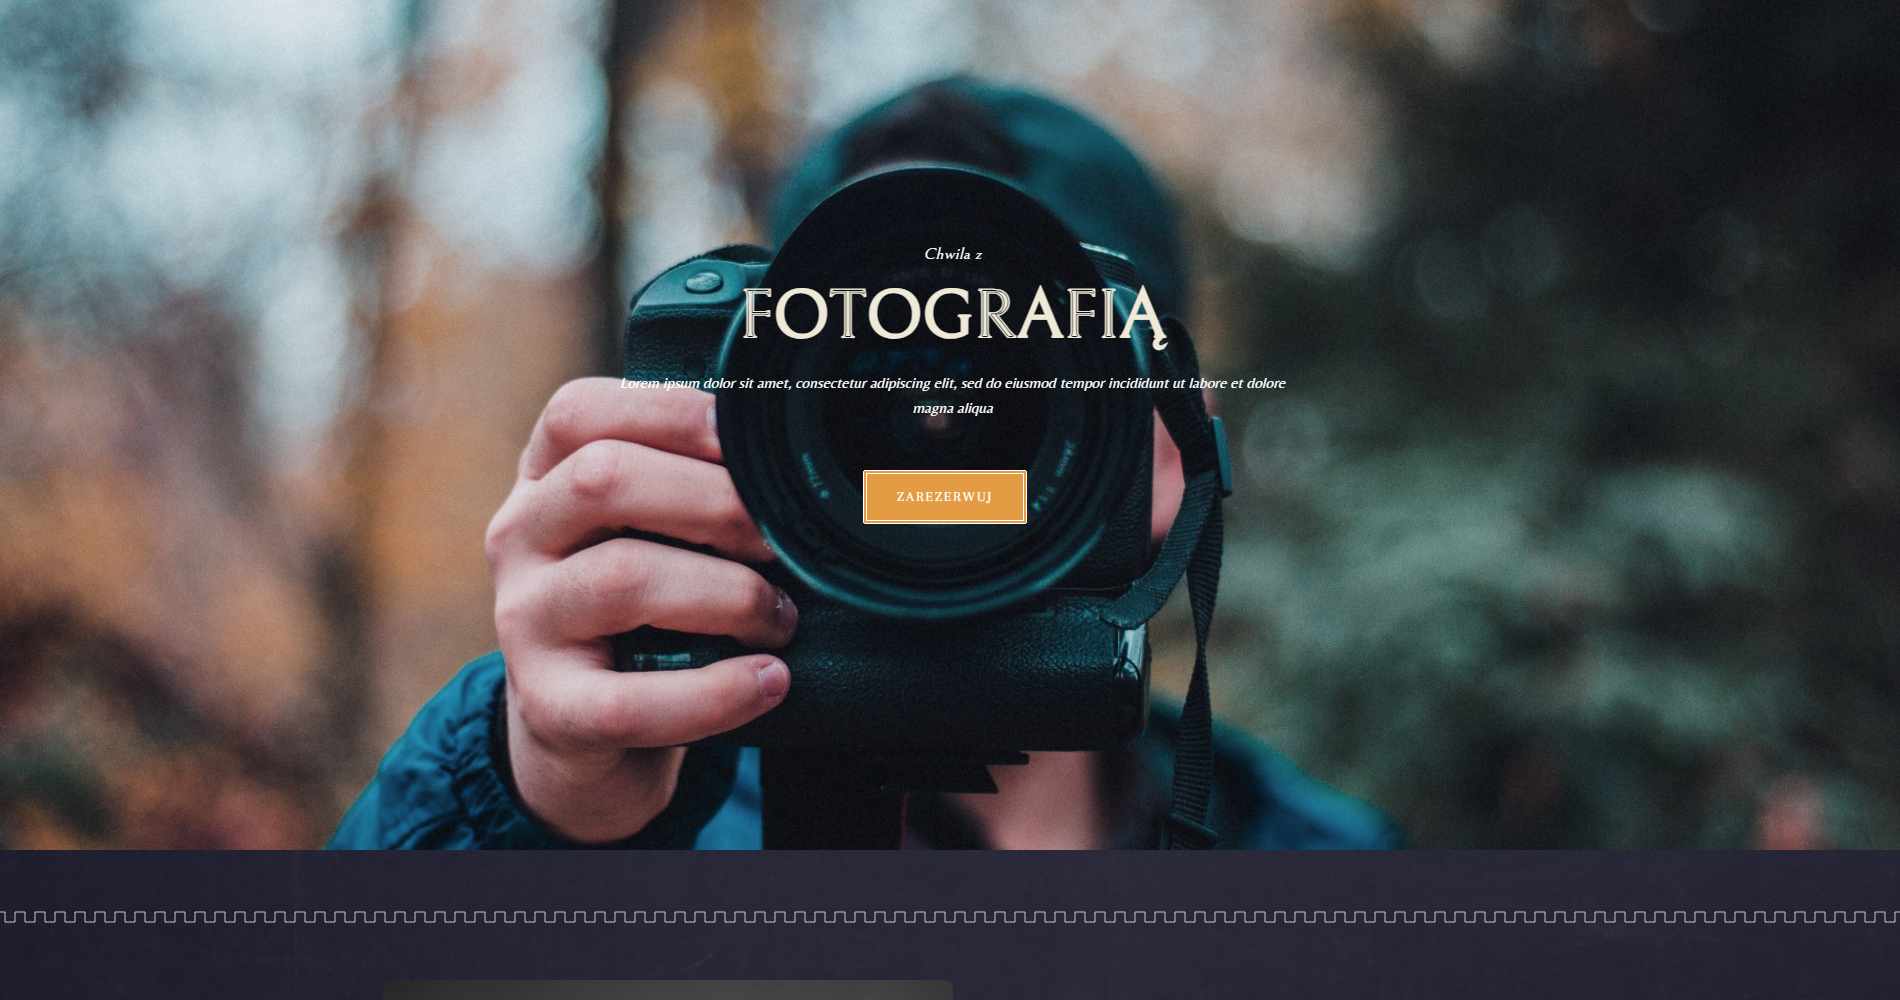 Chwila z
FOTOGRAFIĄ
Lorem ipsum dolor sit amet, consectetur adipiscing elit, sed do eiusmod tempor incididunt ut labore et dolore
magna aliqua
ZAREZERWUJ